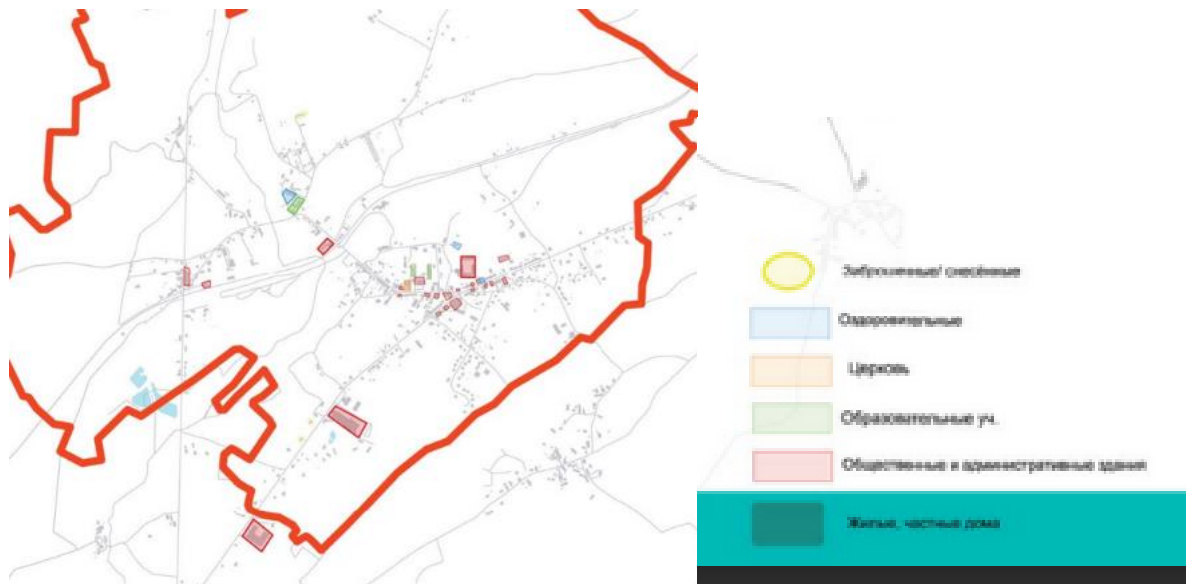 Заброшенные/ снесённые
Оздоровительные
Церковь
Образовательные уч.
Общественные и административные здания
Жилые, частные дома